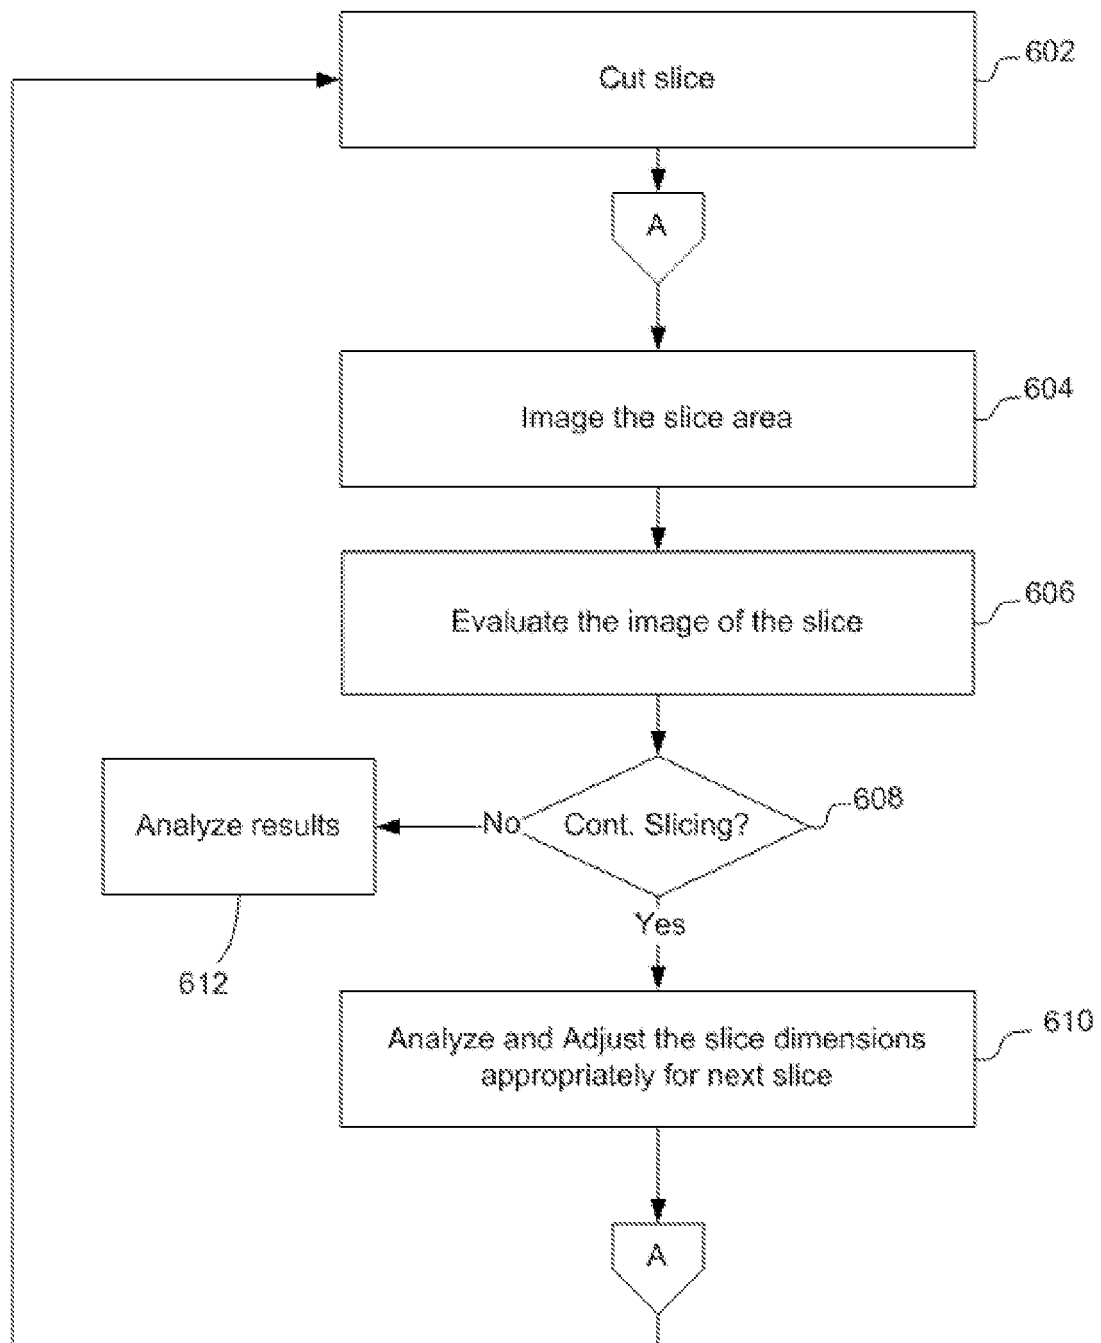 Cut slice
602
A
Image the slice area
604
Evaluate the image of the slice
606
Cont. Slicing?
608
No
Analyze results
612
Yes
Analyze and Adjust the slice dimensions
appropriately for next slice
610
A